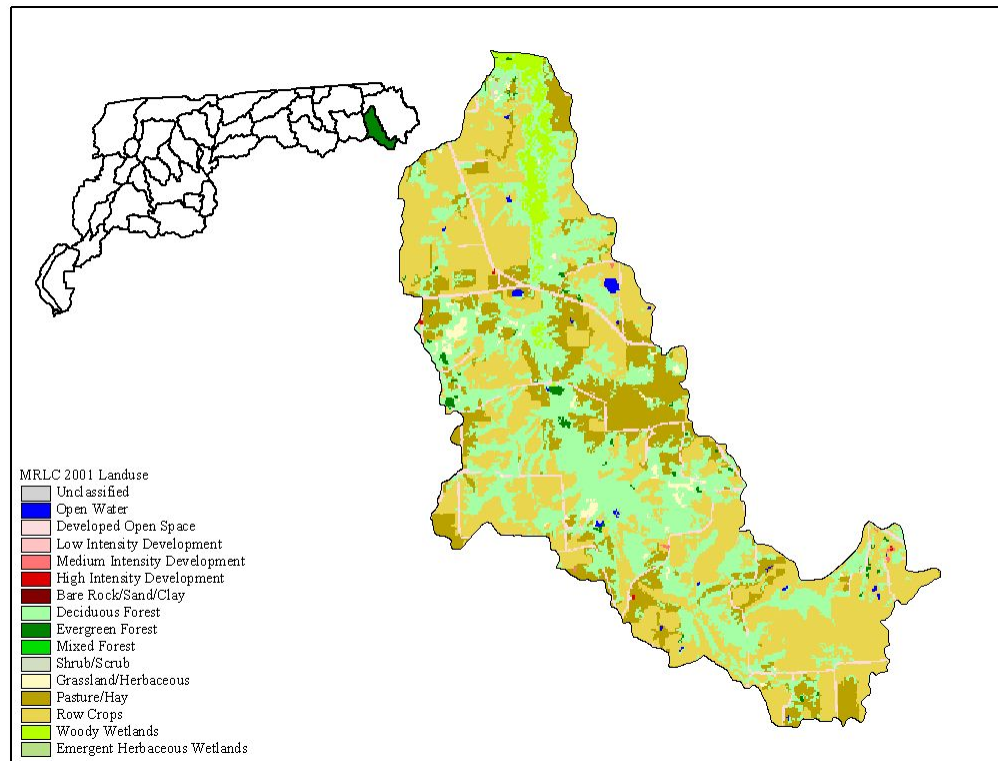 MRLC 2001 Landuse
Unclassified
Open Water
Developed Open Space
Low Intensity Development
Medium Intensity Development
High Intensity Development
Bare Rock/Sand/Clay
Deciduous Forest
Evergreen Forest
Mixed Forest
Shrub/Scrub
Grassland/Herbaceous
Pasture/Hay
Row Crops
Woody Wetlands
Emergent Herbaceous Wetlands